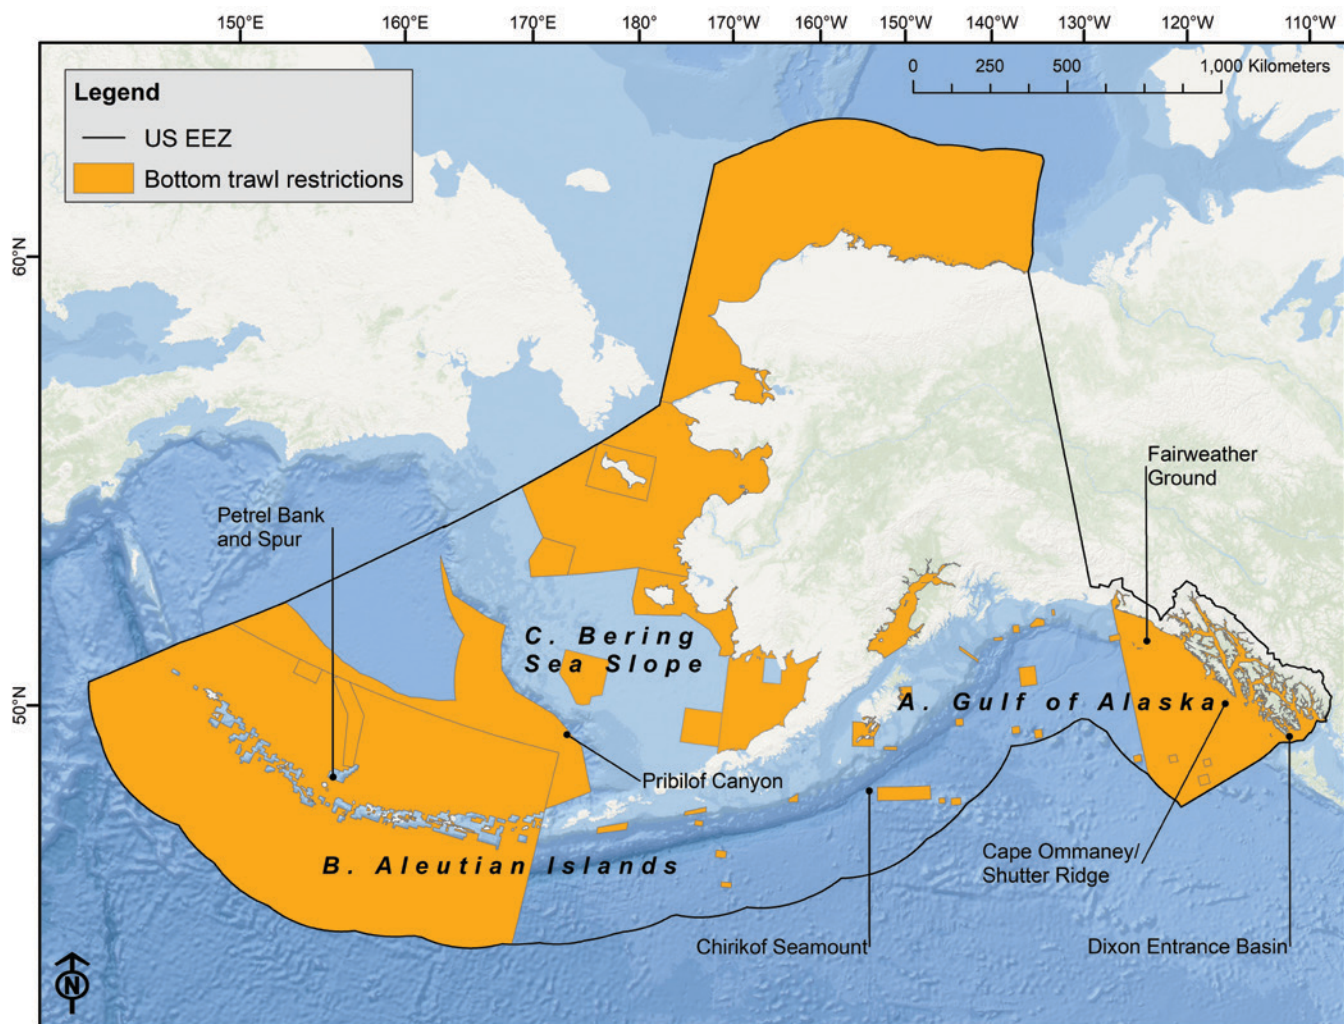 150°E
160°E
170°E
180°
170°W
160°W
150°W
140°W
130°W
120°W
110°W
Legend
US EEZ
Bottom trawl restrictions
0
250
500
1,000 Kilometers
60°N
50°N
Fairweather
Ground
Petrel Bank
and Spur
C. Bering
Sea Slope
A. Gulf of Alaska
Pribilof Canyon
B. Aleutian Islands
Cape Ommaney/
Shutter Ridge
Chirikof Seamount
Dixon Entrance Basin
N